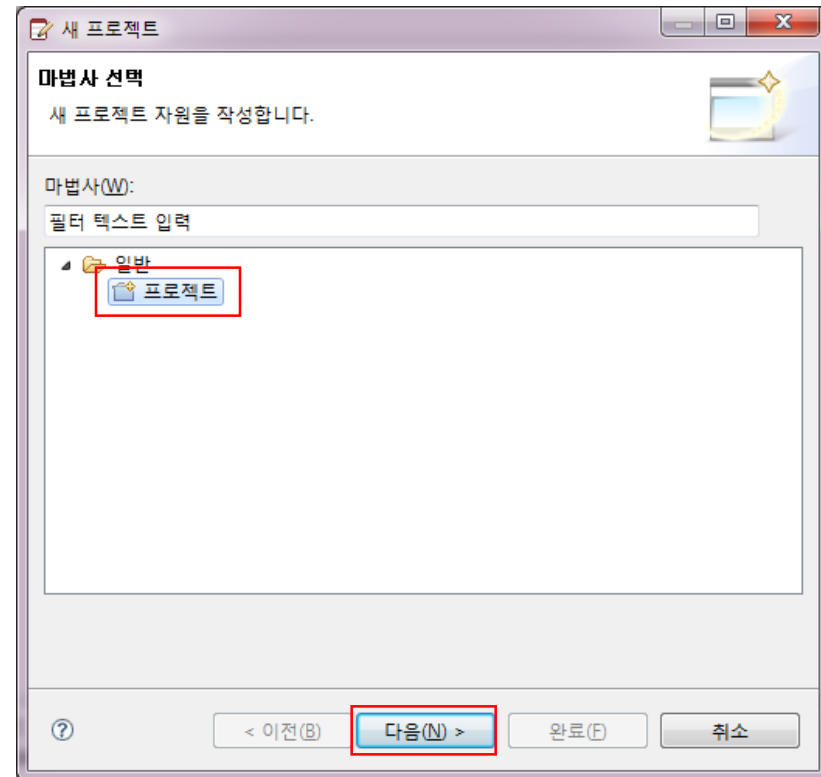 새 프로젝트
마법사 선택
새 프로젝트 자원을 작성합니다.
마법사(W):
필터 텍스트 입력
일반
프로젝트
< 이전(B) 다음(N) > 완료(F) 취소